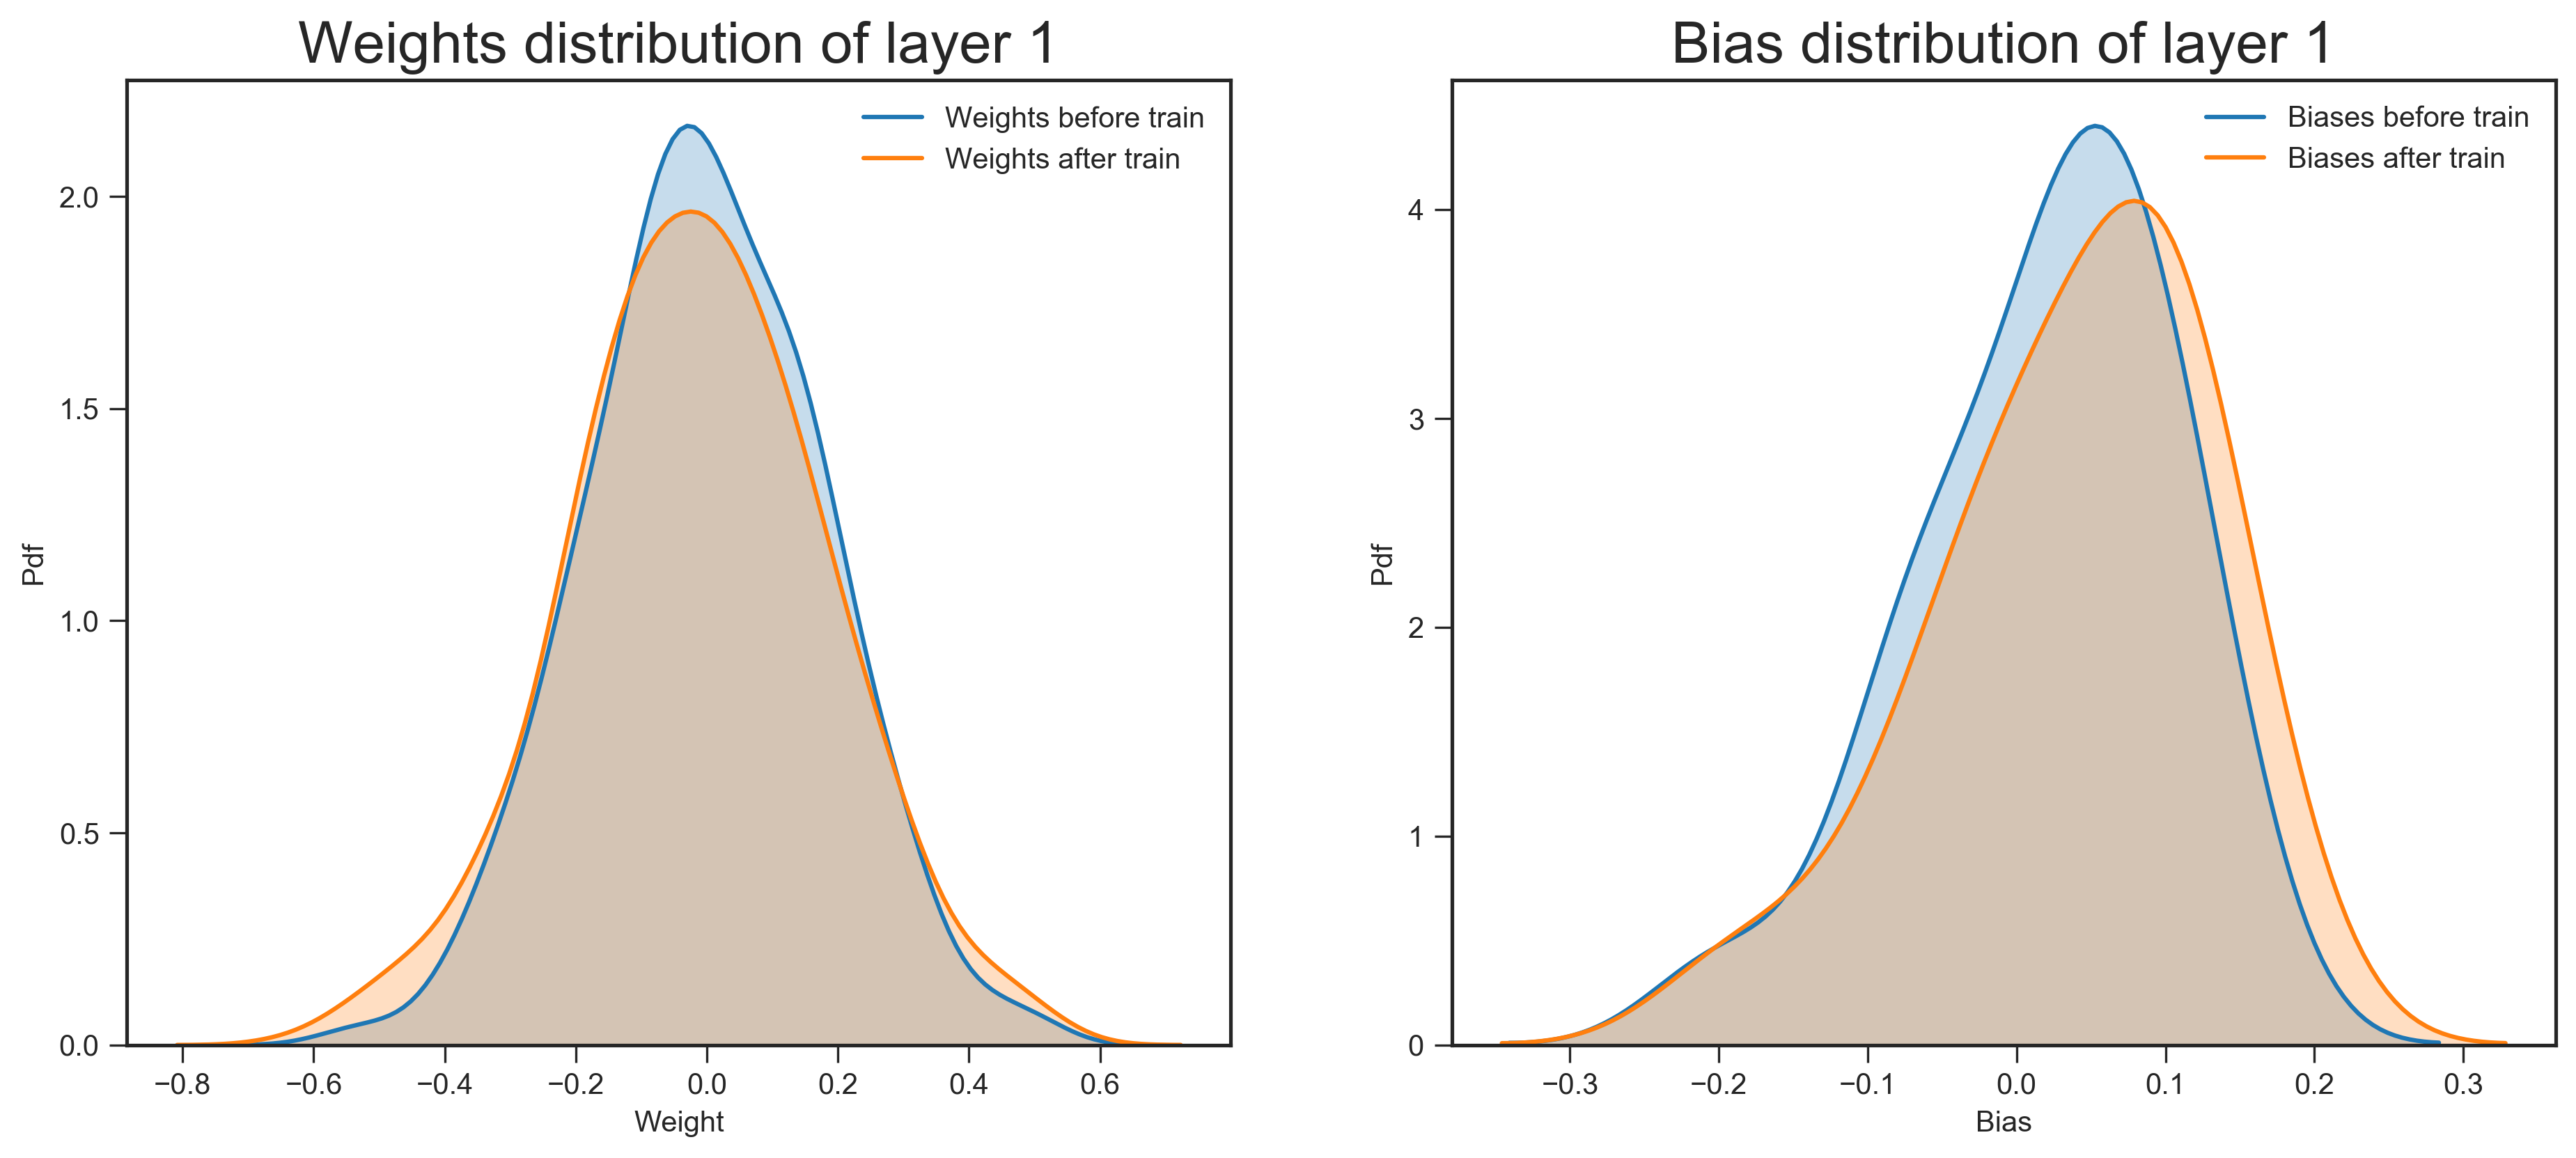 Weights distribution of layer 1
Weights before train
Weights after train
2.0
1.5
1.0
0.5
0.0
Pdf
−0.8 −0.6 −0.4 −0.2 0.0 0.2 0.4 0.6
Weight
Bias distribution of layer 1
Biases before train
Biases after train
4
3
2
1
0
Pdf
−0.3 −0.2 −0.1 0.0 0.1 0.2 0.3
Bias